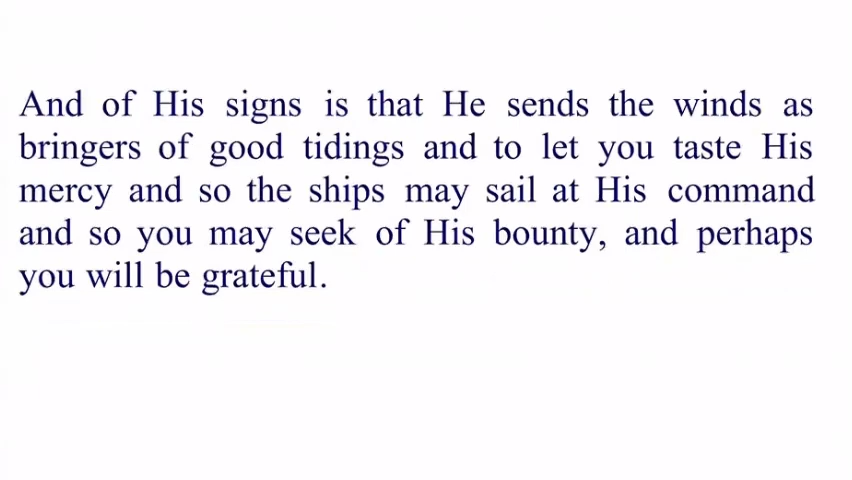 And of His signs is that He sends the winds as
bringers of good tidings and to let you taste His
mercy and so the ships may sail at His command
and so you may seek of His bounty, and perhaps
you will be grateful.